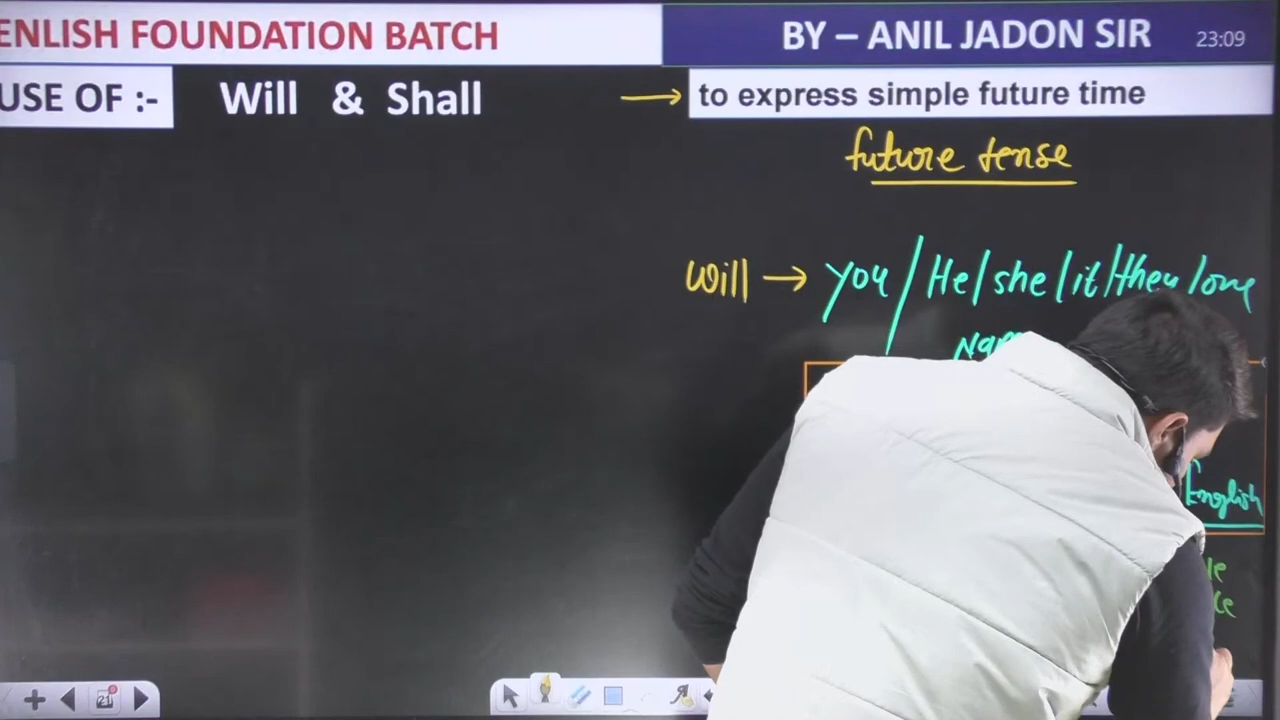 ENLISH FOUNDATION BATCH
BY – ANIL JADON SIR 23:09
USE OF :- Will & Shall → to express simple future time
future tense
Will → you / He / she / it / they / one
English
21